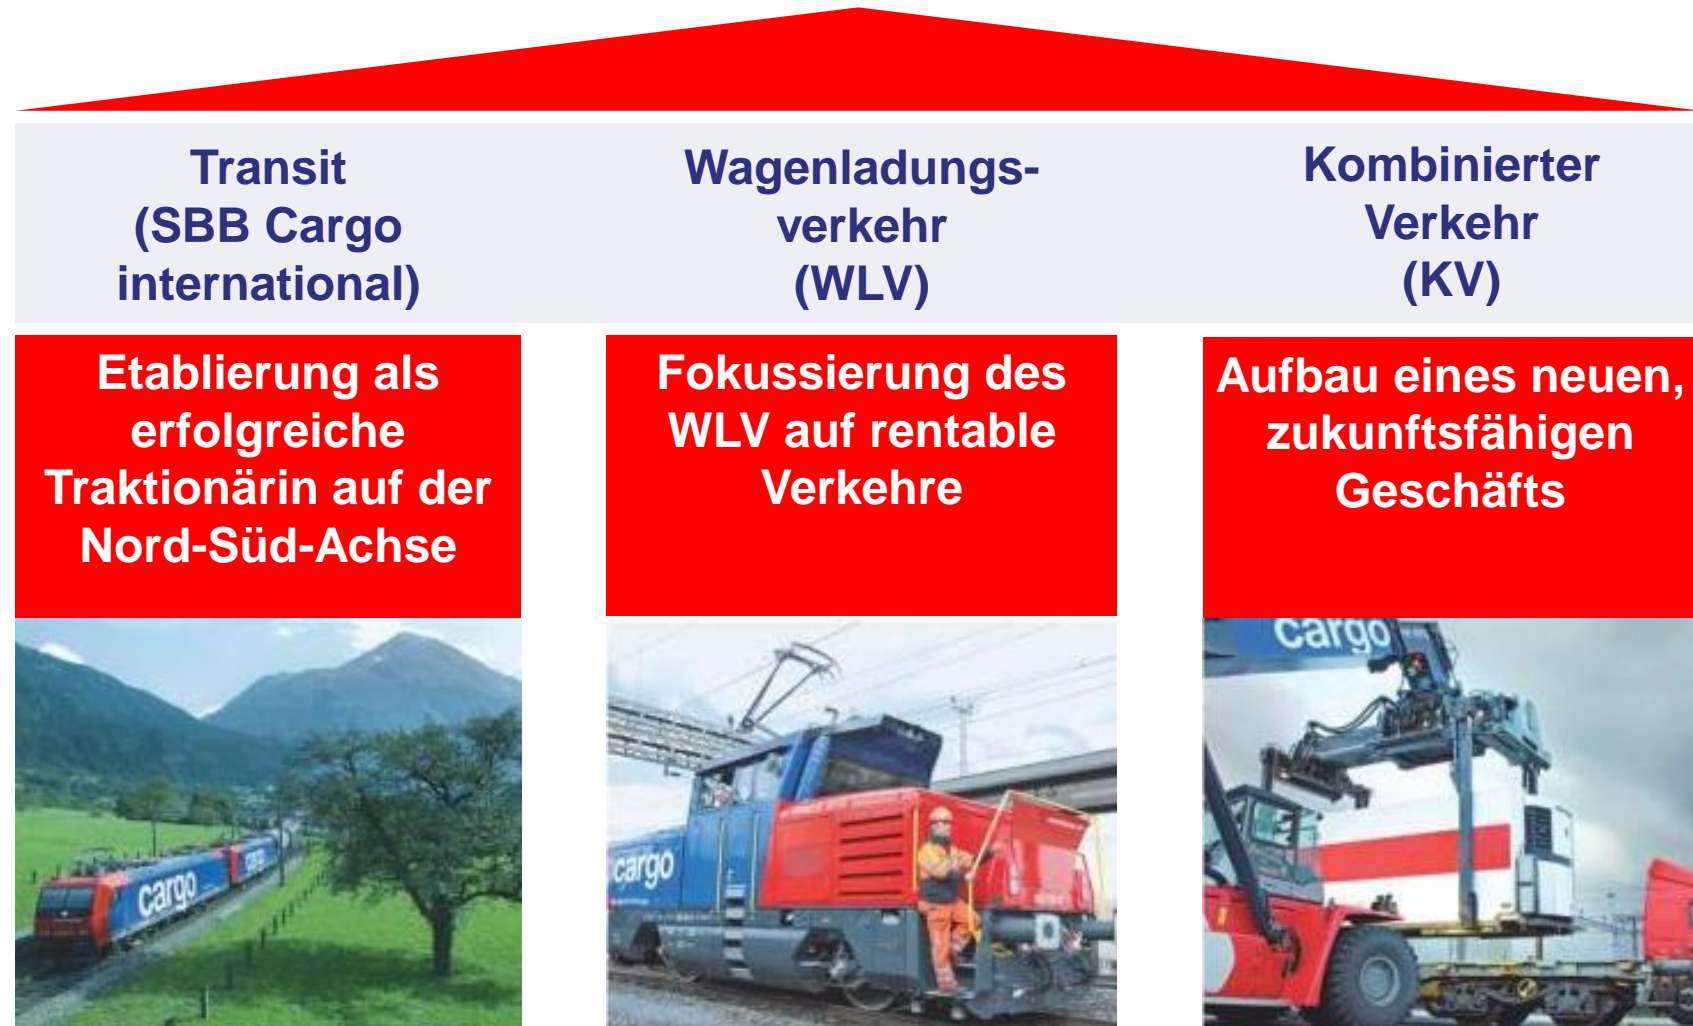 Transit
(SBB Cargo
international)
Wagenladungs-
verkehr
(WLV)
Kombinierter
Verkehr
(KV)
Etablierung als
erfolgreiche
Traktionärin auf der
Nord-Süd-Achse
Fokussierung des
WLV auf rentable
Verkehre
Aufbau eines neuen,
zukunftsfähigen
Geschäfts
cargo
cargo
cargo
cargo